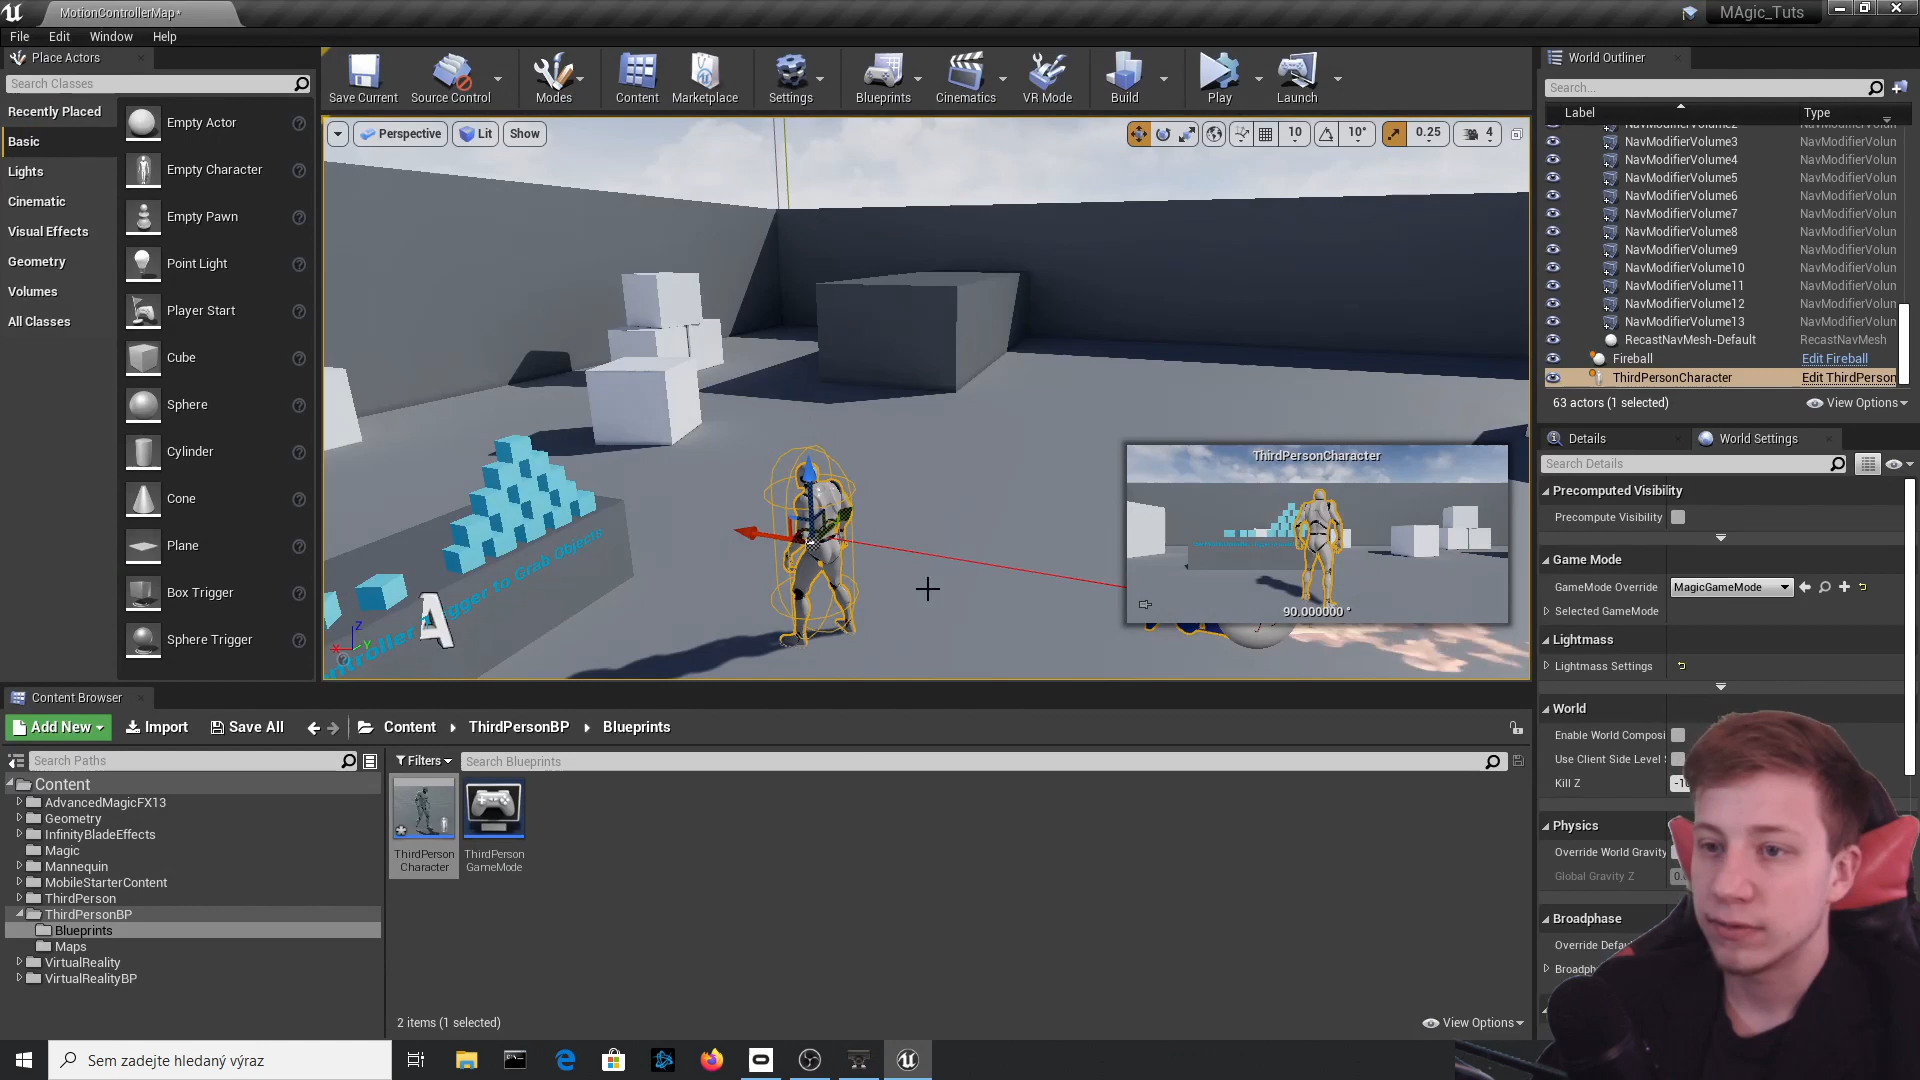 MotionControllerMap*
MAgic_Tuts
File Edit Window Help
Place Actors
Search Classes
Recently Placed
Basic
Lights
Cinematic
Visual Effects
Geometry
Volumes
All Classes
Empty Actor
Empty Character
Empty Pawn
Point Light
Player Start
Cube
Sphere
Cylinder
Cone
Plane
Box Trigger
Sphere Trigger
Save Current
Source Control
Modes
Content
Marketplace
Settings
Blueprints
Cinematics
VR Mode
Build
Play
Launch
Perspective
Lit
Show
10
10°
0.25
4
igger to Grab Objects
A
Z
X
Y
ThirdPersonCharacter
90.000000 °
World Outliner
Search...
Label Type
NavModifierVolume2
NavModifierVolume3 NavModifierVolun
NavModifierVolume4 NavModifierVolun
NavModifierVolume5 NavModifierVolun
NavModifierVolume6 NavModifierVolun
NavModifierVolume7 NavModifierVolun
NavModifierVolume8 NavModifierVolun
NavModifierVolume9 NavModifierVolun
NavModifierVolume10 NavModifierVolun
NavModifierVolume11 NavModifierVolun
NavModifierVolume12 NavModifierVolun
NavModifierVolume13 NavModifierVolun
RecastNavMesh-Default RecastNavMesh
Fireball Edit Fireball
ThirdPersonCharacter Edit ThirdPerson
63 actors (1 selected)
View Options
Details
World Settings
Search Details
Precomputed Visibility
Precompute Visibility
Game Mode
GameMode Override MagicGameMode
Selected GameMode
Lightmass
Lightmass Settings
World
Enable World Composi
Use Client Side Level
Kill Z
Physics
Override World Gravity
Global Gravity Z
Broadphase
Override Defau
Broadph
Content Browser
Add New
Import
Save All
Content
ThirdPersonBP
Blueprints
Search Paths
Filters
Search Blueprints
Content
AdvancedMagicFX13
Geometry
InfinityBladeEffects
Magic
Mannequin
MobileStarterContent
ThirdPerson
ThirdPersonBP
Blueprints
Maps
VirtualReality
VirtualRealityBP
ThirdPerson
Character
ThirdPerson
GameMode
2 items (1 selected)
View Options
Sem zadejte hledaný výraz